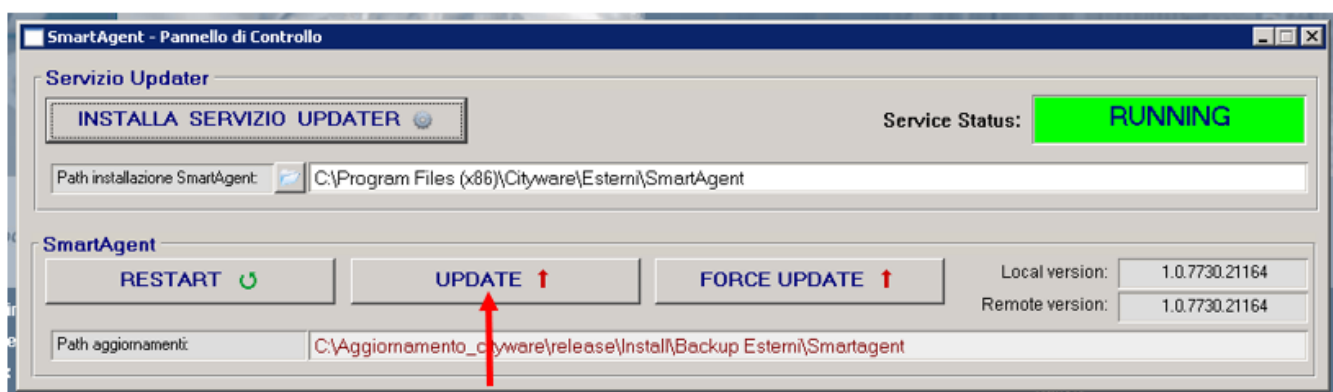 SmartAgent - Pannello di Controllo
Servizio Updater
INSTALLA SERVIZIO UPDATER
Service Status: RUNNING
Path installazione SmartAgent: C:\Program Files (x86)\Cityware\Esterni\SmartAgent
SmartAgent
RESTART UPDATE FORCE UPDATE
Local version: 1.0.7730.21164
Remote version: 1.0.7730.21164
Path aggiornamenti: C:\Aggiornamento_cityware\release\Install\Backup Esterni\Smartagent